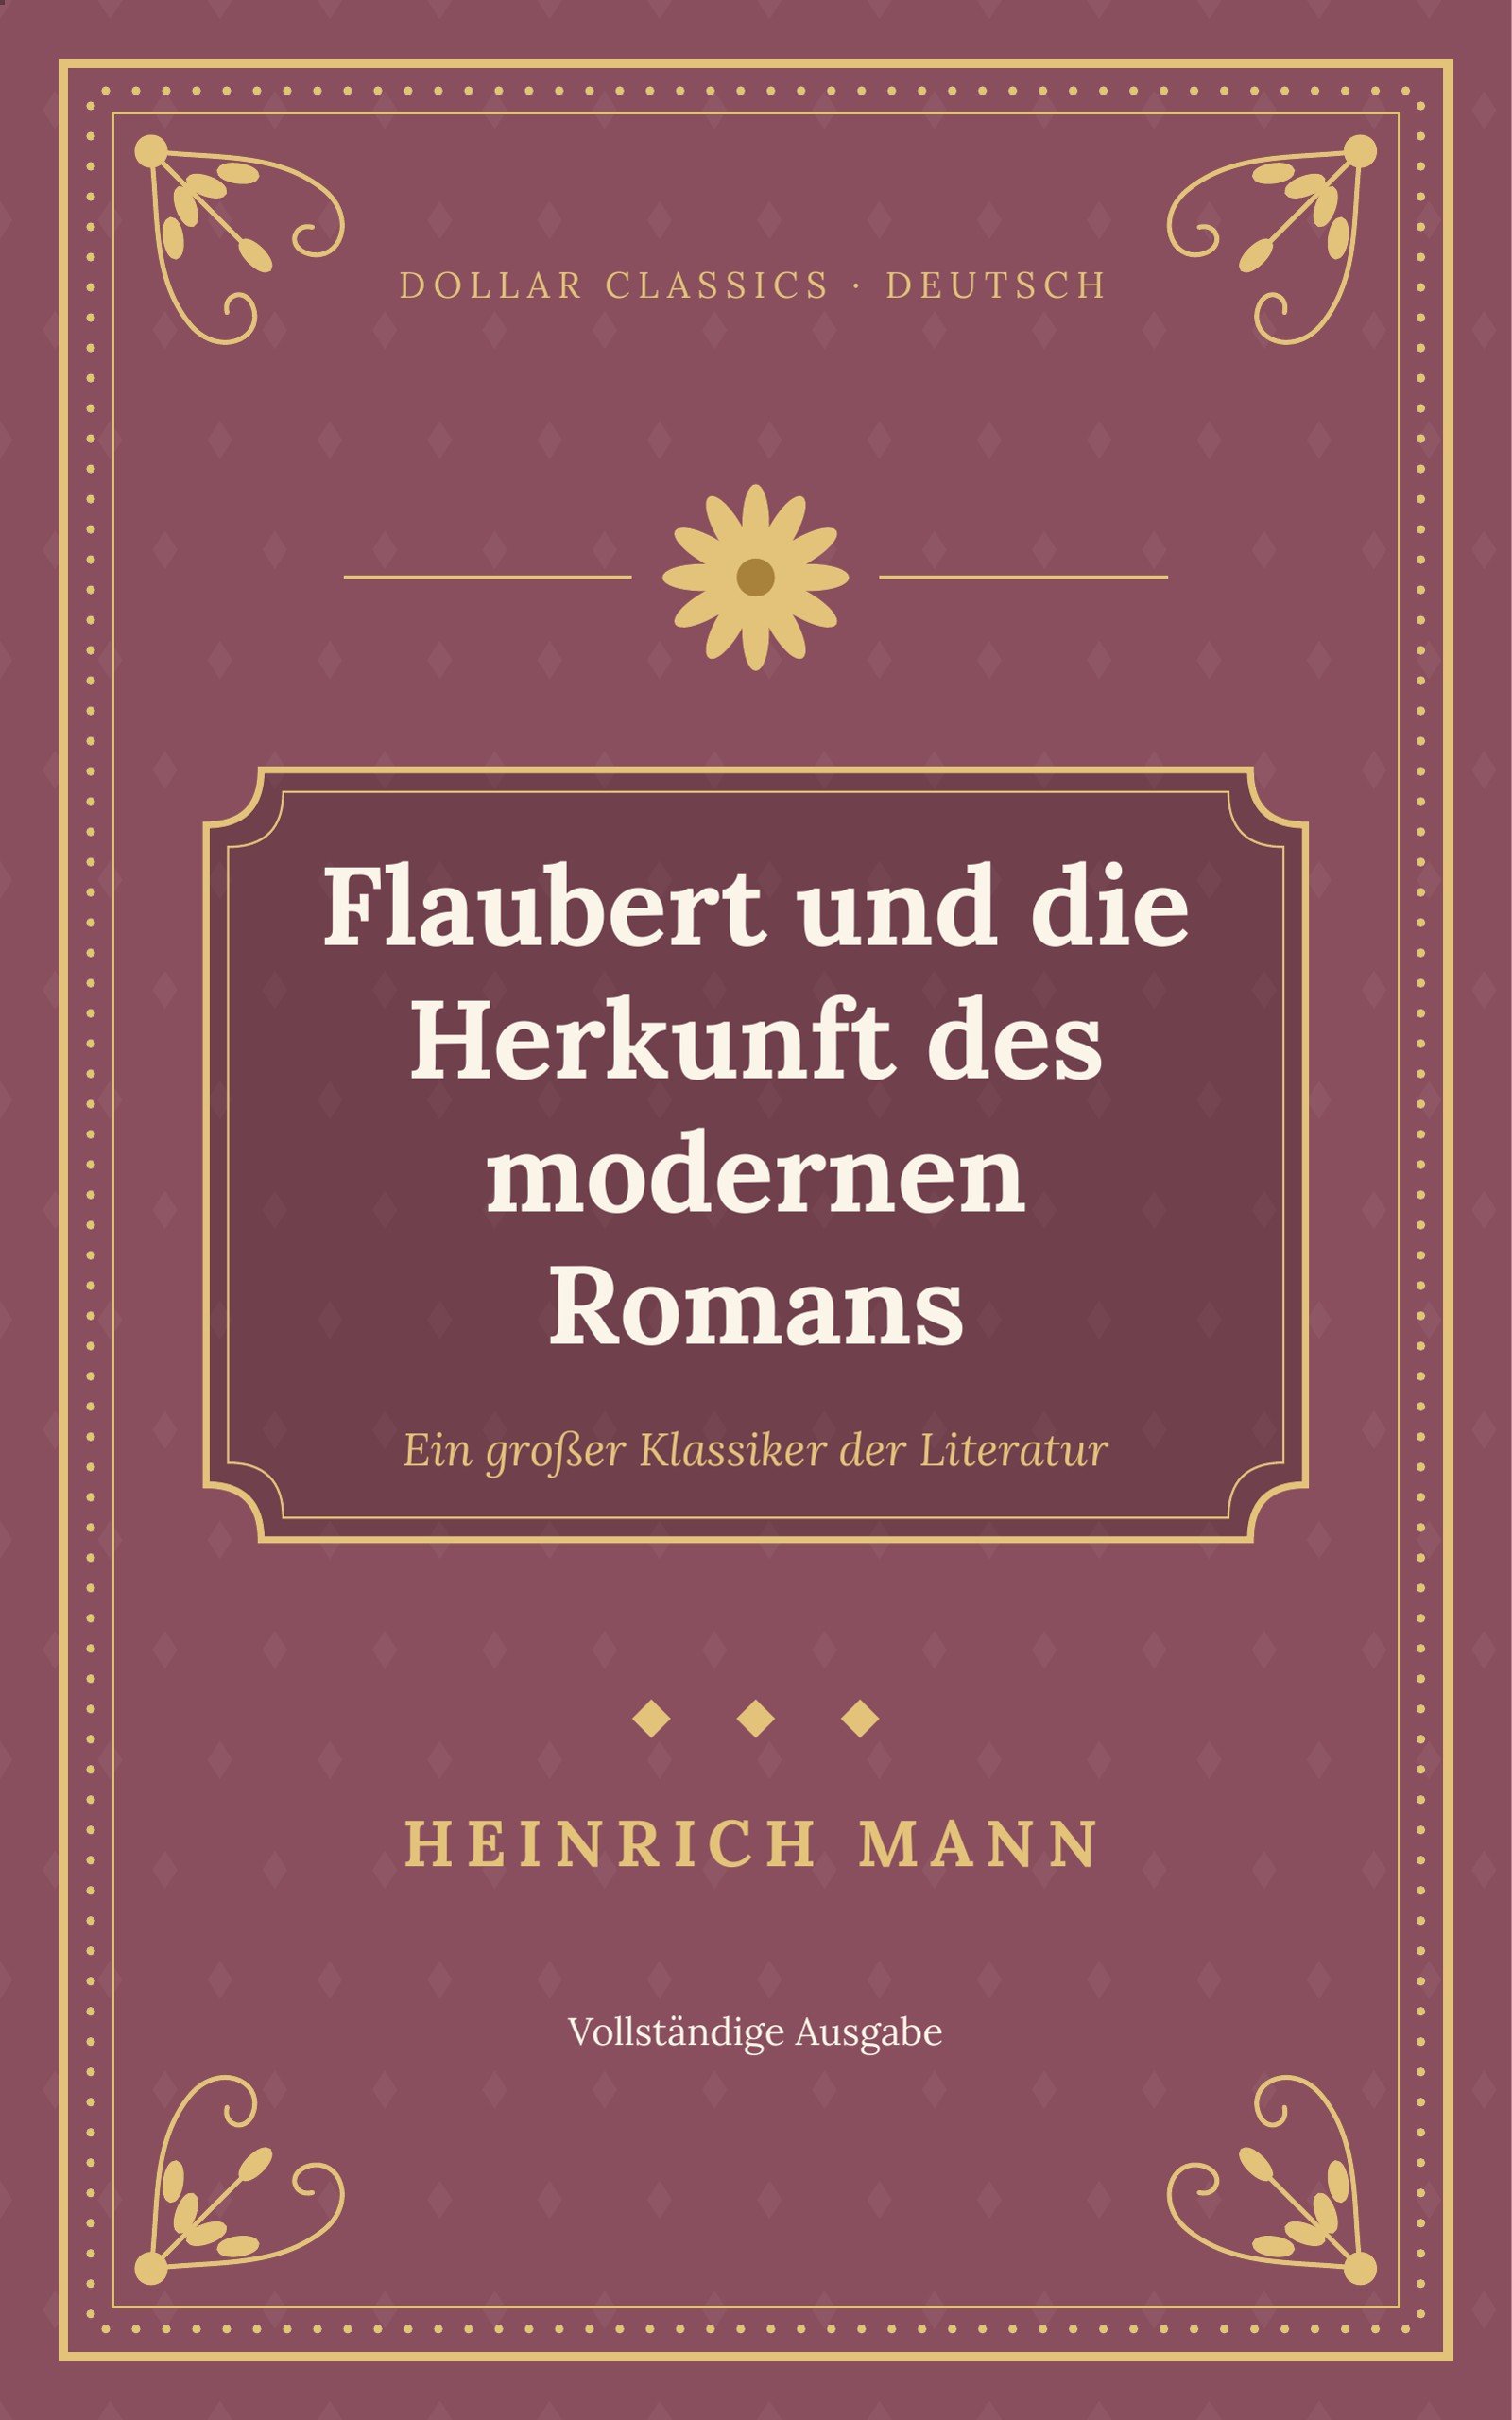 DOLLAR CLASSICS · DEUTSCH
Flaubert und die
Herkunft des
modernen
Romans
Ein großer Klassiker der Literatur
HEINRICH MANN
Vollständige Ausgabe